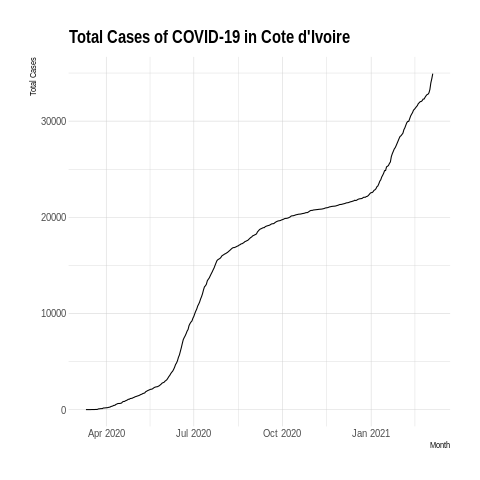 Total Cases of COVID-19 in Cote d'Ivoire
Total Cases
30000
20000
10000
0
Apr 2020 Jul 2020 Oct 2020 Jan 2021
Month